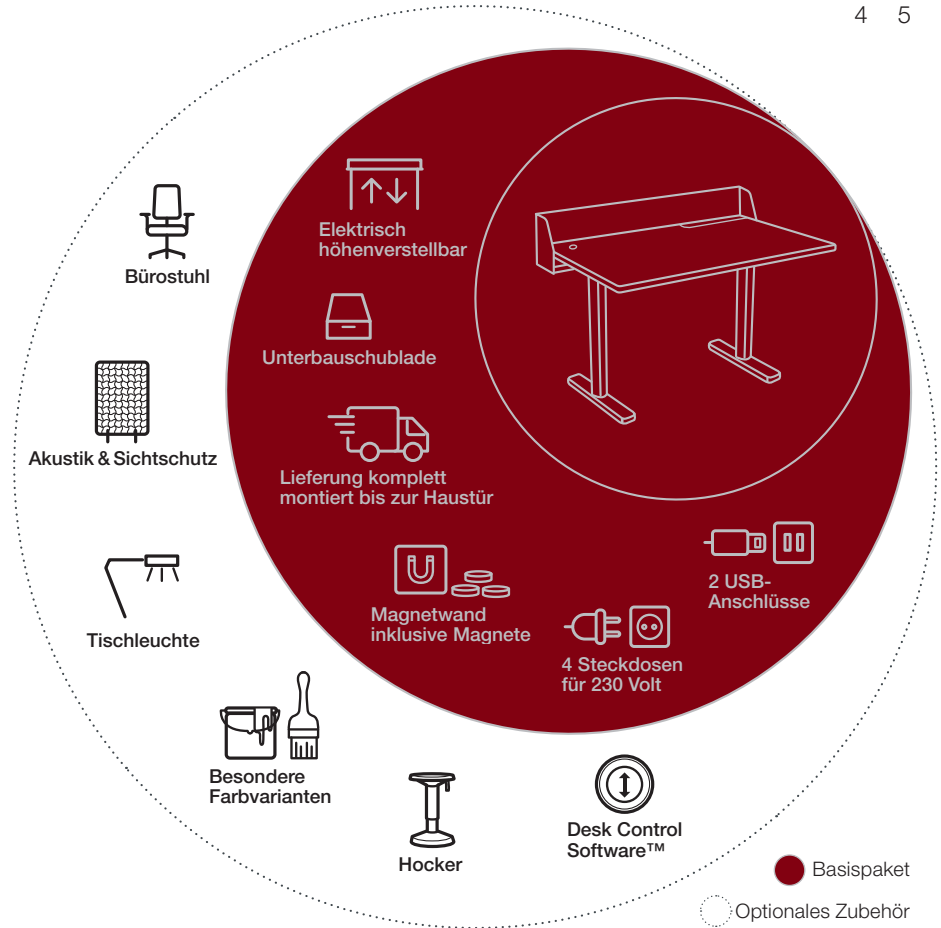 4 5
Elektrisch
höhenverstellbar
Bürostuhl
Unterbauschublade
Akustik & Sichtschutz
Lieferung komplett
montiert bis zur Haustür
2 USB-
Anschlüsse
Magnetwand
inklusive Magnete
Tischleuchte
4 Steckdosen
für 230 Volt
Besondere
Farbvarianten
Desk Control
Software™
Hocker
Basispaket
Optionales Zubehör